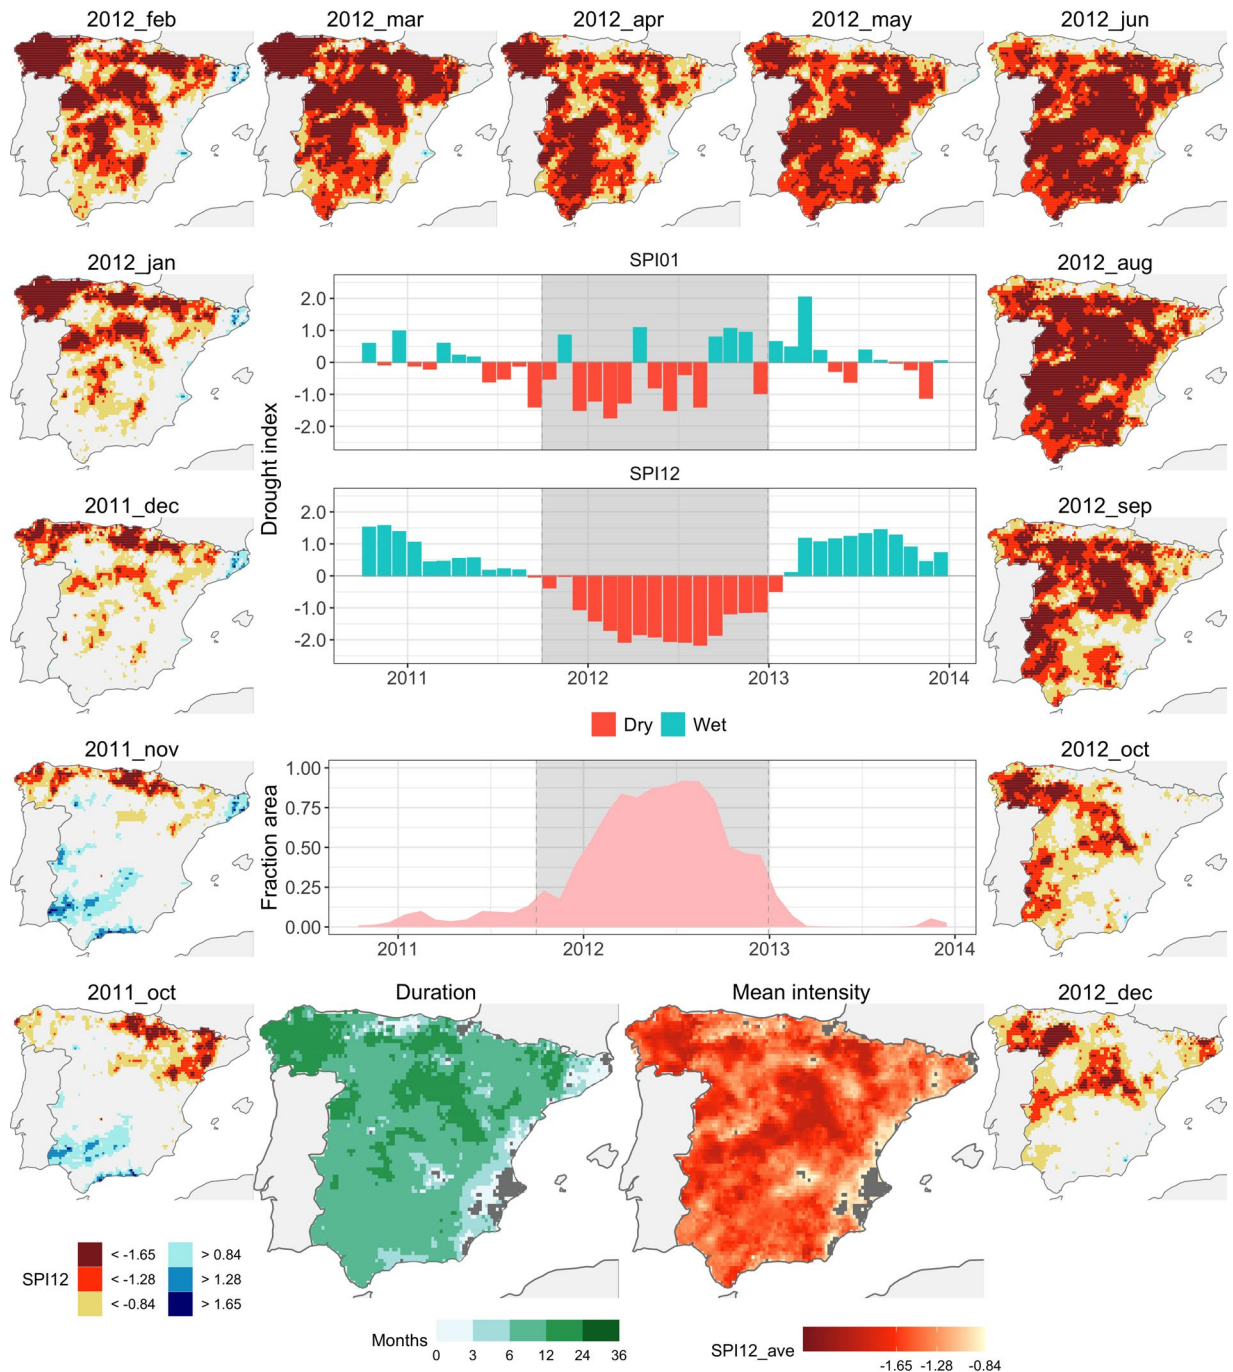 2012_feb 2012_mar 2012_apr 2012_may 2012_jun
2012_jan
SPI01
2012_aug
2.0
1.0
0
-1.0
-2.0
Drought index
2011_dec
SPI12
2012_sep
2.0
1.0
0
-1.0
-2.0
2011 2012 2013 2014
Dry Wet
2011_nov
2012_oct
Fraction area
1.00
0.75
0.50
0.25
0.00
2011 2012 2013 2014
2011_oct Duration Mean intensity 2012_dec
SPI12
< -1.65 > 0.84
< -1.28 > 1.28
< -0.84 > 1.65
Months
0 3 6 12 24 36
SPI12_ave
-1.65 -1.28 -0.84